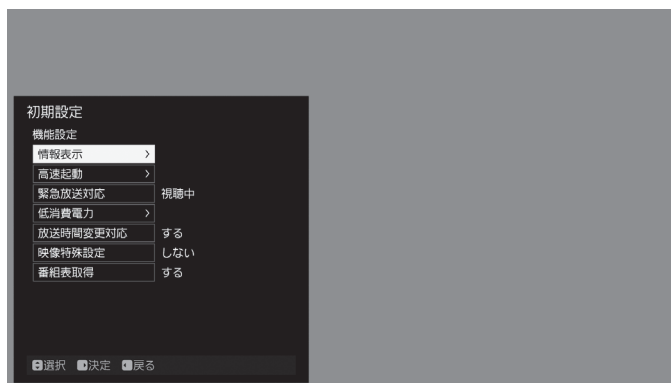 初期設定
機能設定
情報表示 >
高速起動 >
緊急放送対応 視聴中
低消費電力 >
放送時間変更対応 する
映像特殊設定 しない
番組表取得 する
選択 決定 戻る